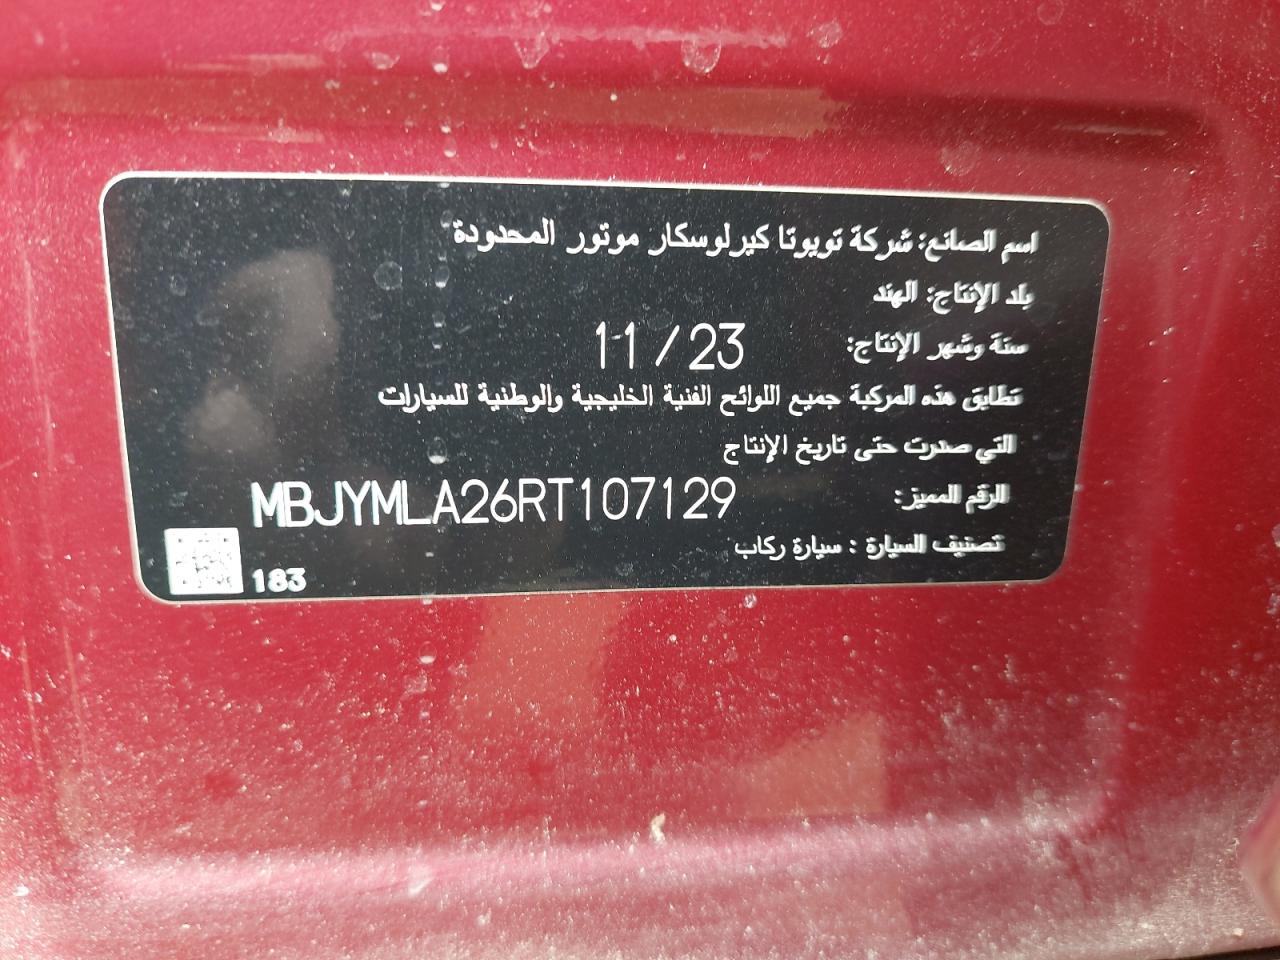 اسم الصانع: شركة تويوتا كيرلوسكار موتور المحدودة
بلد الإنتاج: الهند
سنة وشهر الإنتاج: 11/23
تطابق هذه المركبة جميع اللوائح الفنية الخليجية والوطنية للسيارات
التي صدرت حتى تاريخ الإنتاج
الرقم المميز: MBJYMLA26RT107129
تصنيف السيارة : سيارة ركاب
183